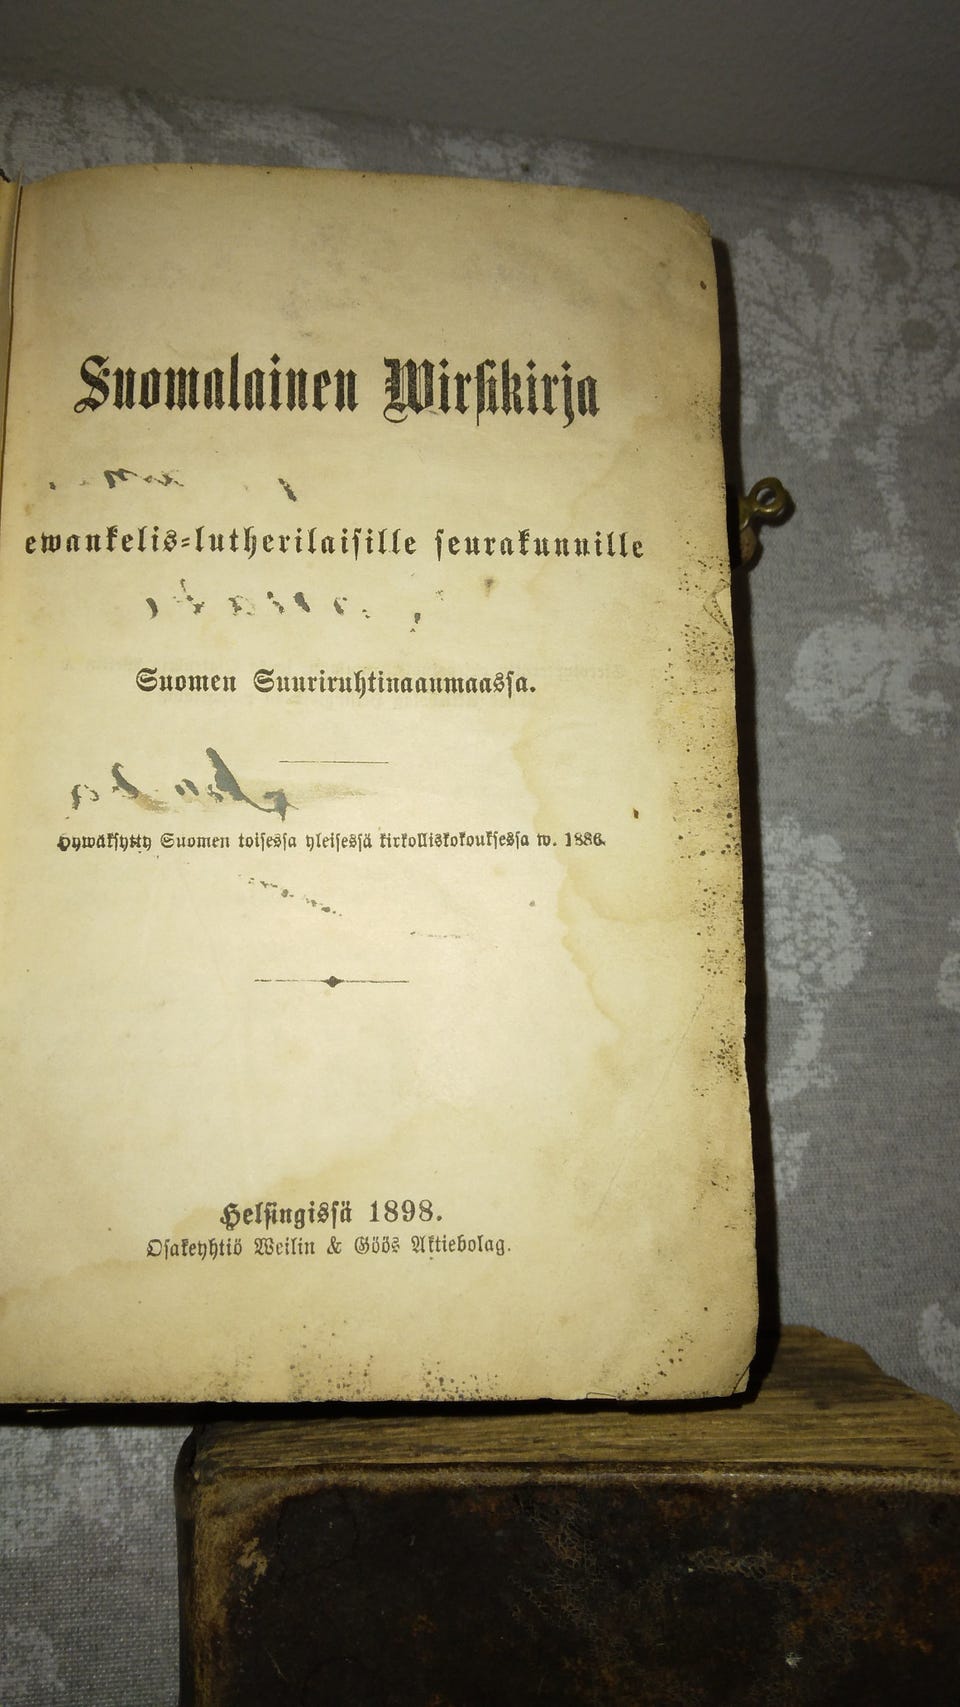 Suomalainen Wirsikirja
ewankelis-lutherilaisille seurakunnille
Suomen Suuriruhtinaanmaassa.
Hywäksytty Suomen toisessa yleisessä kirkolliskokouksessa w. 1886.
Helsingissä 1898.
Osakeyhtiö Weilin & Göös Aktiebolag.